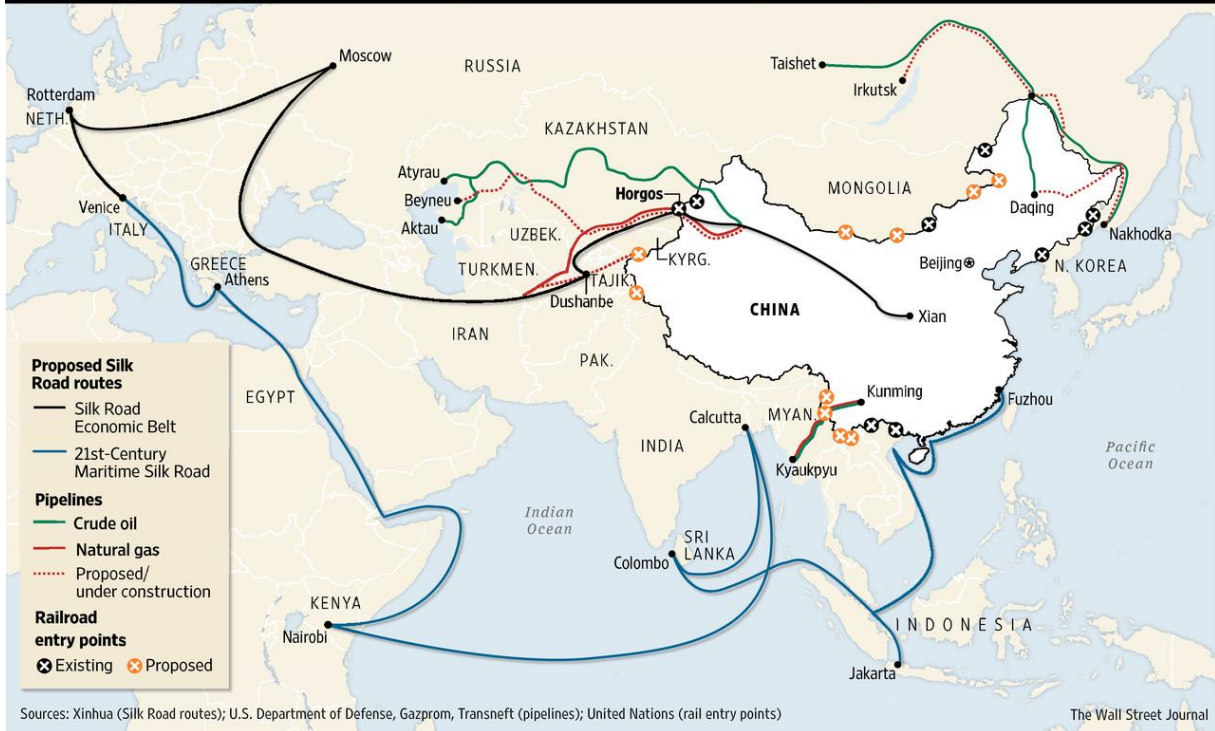 Moscow
RUSSIA
Taishet
Irkutsk
Rotterdam
NETH.
KAZAKHSTAN
Atyrau
Beyneu
Aktau
Horgos
MONGOLIA
Daqing
Venice
ITALY
UZBEK.
Nakhodka
GREECE
Athens
TURKMEN.
KYRG.
TAJIK.
Dushanbe
Beijing
N. KOREA
CHINA
Xian
IRAN
PAK.
EGYPT
Kunming
Fuzhou
MYAN.
Calcutta
INDIA
Kyaukpyu
Pacific
Ocean
Indian
Ocean
SRI
LANKA
Colombo
KENYA
Nairobi
INDONESIA
Jakarta
Proposed Silk
Road routes
Silk Road
Economic Belt
21st-Century
Maritime Silk Road
Pipelines
Crude oil
Natural gas
Proposed/
under construction
Railroad
entry points
Existing Proposed
Sources: Xinhua (Silk Road routes); U.S. Department of Defense, Gazprom, Transneft (pipelines); United Nations (rail entry points)
The Wall Street Journal